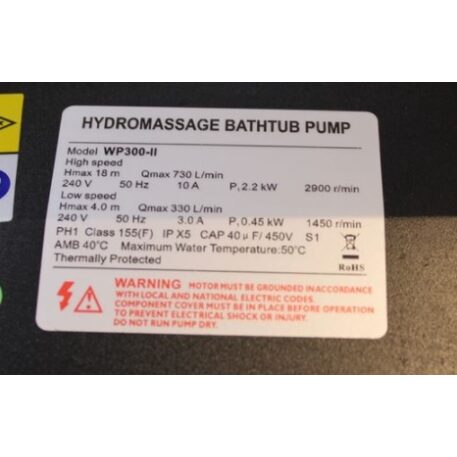 HYDROMASSAGE BATHTUB PUMP
Model WP300-II
High speed
Hmax 18 m Qmax 730 L/min
240 V 50 Hz 10 A P₂ 2.2 kW 2900 r/min
Low speed
Hmax 4.0 m Qmax 330 L/min
240 V 50 Hz 3.0 A P₂ 0.45 kW 1450 r/min
PH1 Class 155(F) IP X5 CAP 40μF/ 450V S1
AMB 40°C Maximum Water Temperature:50°C
Thermally Protected
RoHS
WARNING MOTOR MUST BE GROUNDED IN ACCORDANCE
WITH LOCAL AND NATIONAL ELECTRIC CODES.
COMPONENT COVER MUST BE IN PLACE BEFORE OPERATION
TO PREVENT ELECTRICAL SHOCK OR INJURY.
DO NOT RUN PUMP DRY.